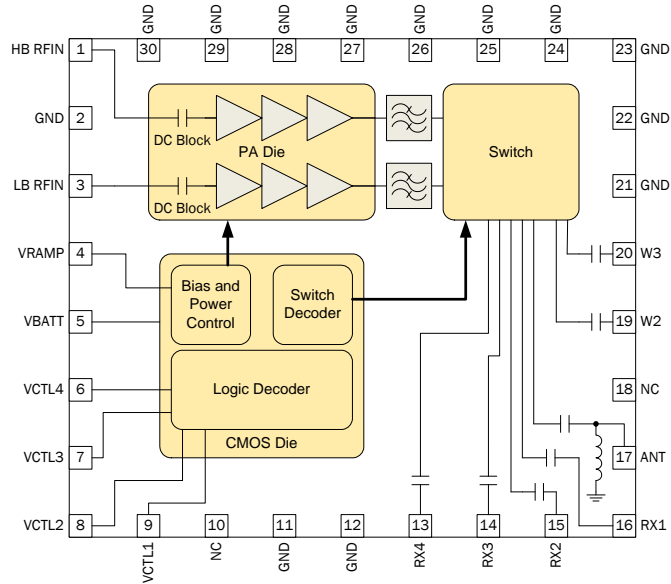 GND
GND
GND
GND
GND
GND
GND
HB RFIN 1 30 29 28 27 26 25 24 23 GND
GND 2 22 GND
DC Block
PA Die
Switch
LB RFIN 3 21 GND
DC Block
VRAMP 4 20 W3
Bias and
Power
Control
Switch
Decoder
VBATT 5 19 W2
VCTL4 6 18 NC
Logic Decoder
CMOS Die
VCTL3 7 17 ANT
VCTL2 8 9 10 11 12 13 14 15 16 RX1
VCTL1
NC
GND
GND
RX4
RX3
RX2